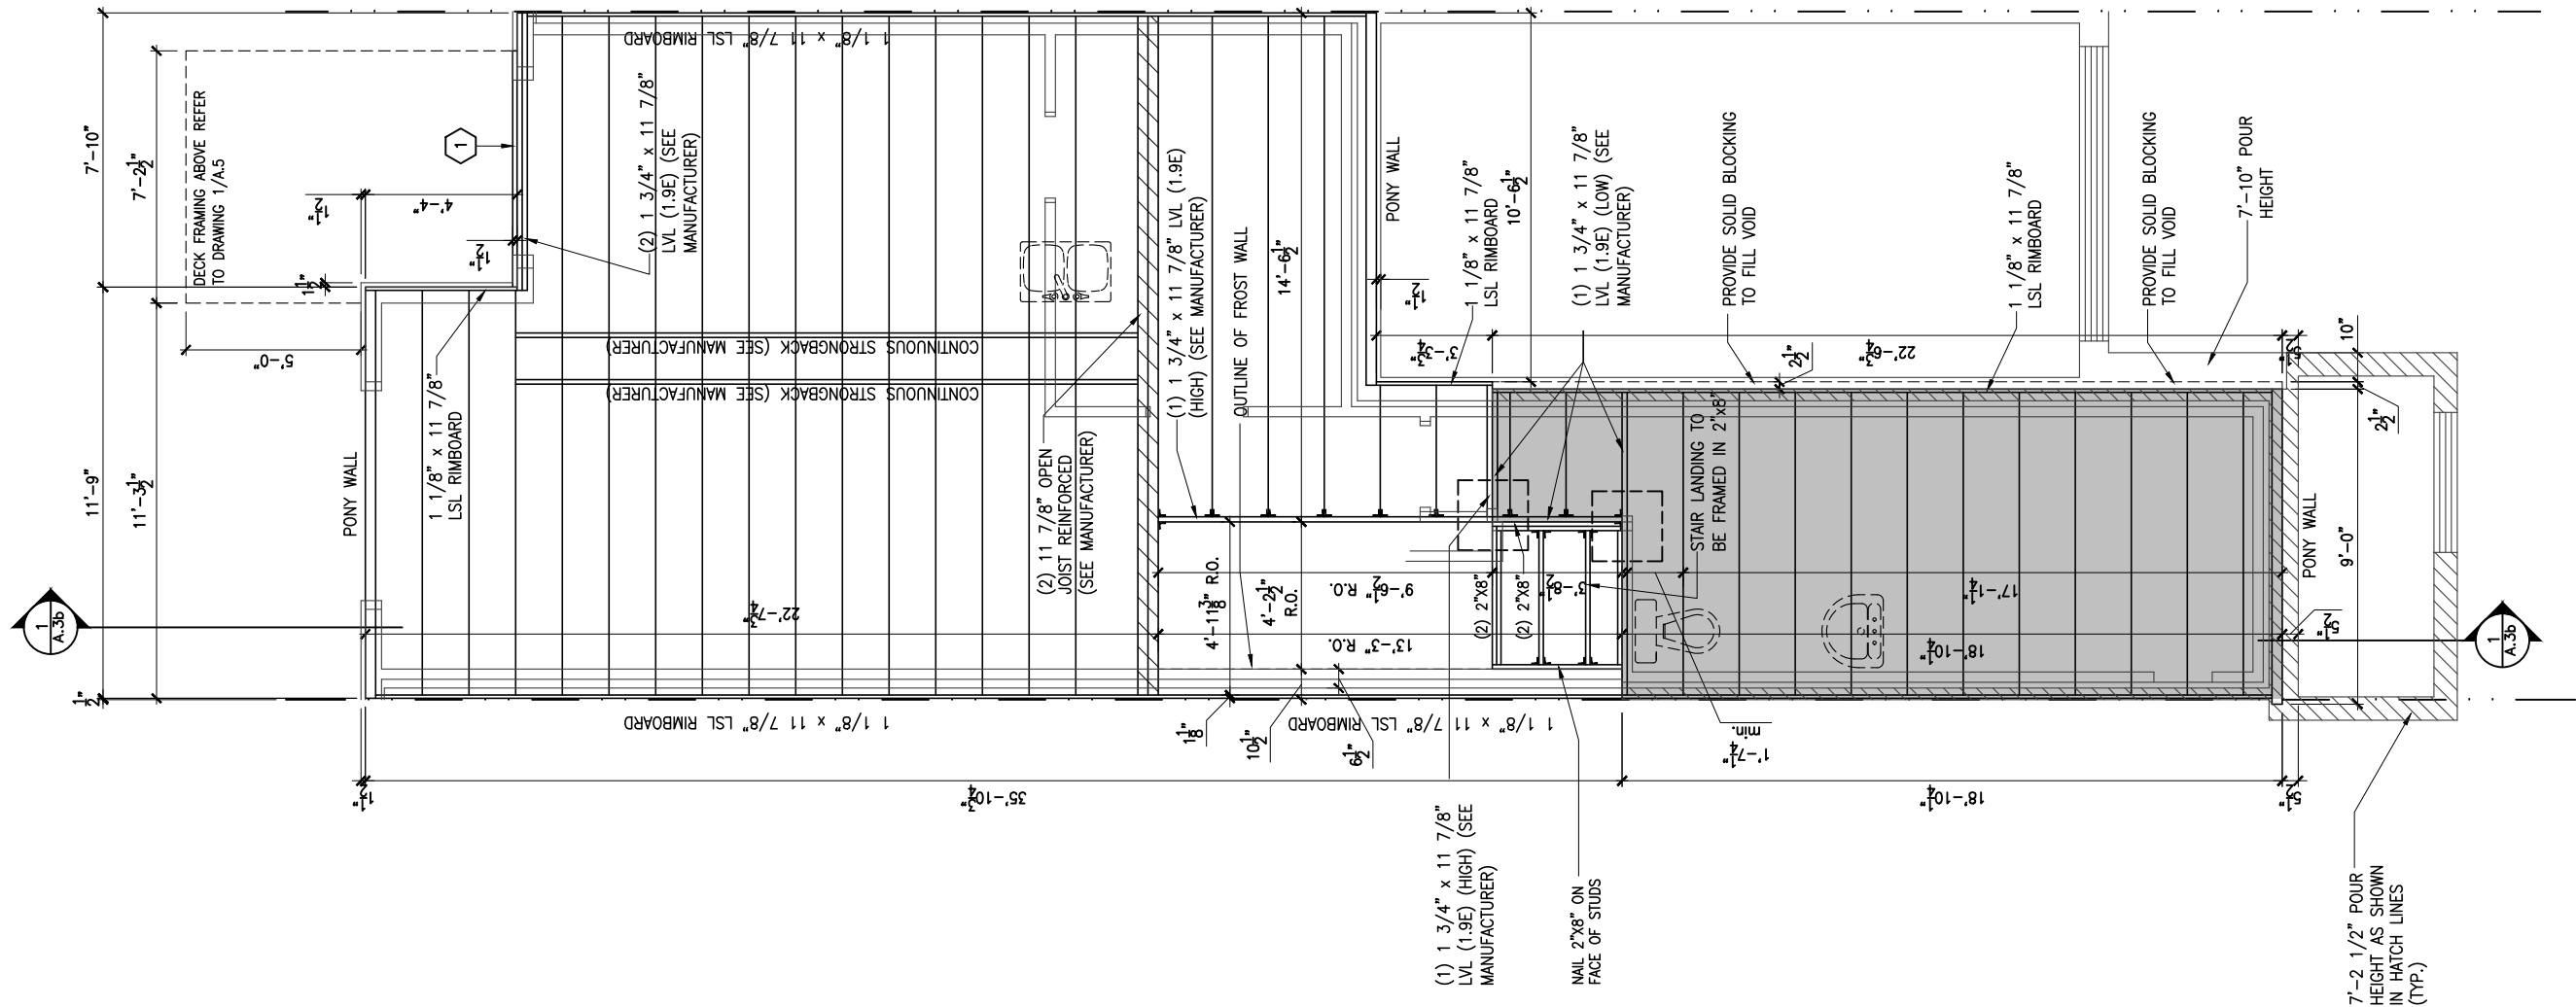 7'-10"
7'-2 1/2"
DECK FRAMING ABOVE REFER
TO DRAWING 1/A.5
1 1/2"
4'-4"
1
1 1/2"
1 1/2"
5'-0"
1 1/8" x 11 7/8" LSL RIMBOARD
(2) 1 3/4" x 11 7/8"
LVL (1.9E) (SEE
MANUFACTURER)
CONTINUOUS STRONGBACK (SEE MANUFACTURER)
CONTINUOUS STRONGBACK (SEE MANUFACTURER)
11'-9"
11'-3 1/2"
PONY WALL
1 1/8" x 11 7/8"
LSL RIMBOARD
1
A.3b
1/2"
22'-7 3/4"
1 1/8" x 11 7/8" LSL RIMBOARD
1 1/2"
35'-10 3/4"
(2) 11 7/8" OPEN
JOIST REINFORCED
(SEE MANUFACTURER)
(1) 1 3/4" x 11 7/8" LVL (1.9E)
(HIGH) (SEE MANUFACTURER)
OUTLINE OF FROST WALL
14'-6 1/2"
4'-11 3/8" R.O.
4'-2 1/2"
R.O.
9'-6 1/2" R.O.
13'-3" R.O.
1 1/8"
10 1/2"
6 1/2"
1 1/8" x 11 7/8" LSL RIMBOARD
PONY WALL
1 1/2"
3'-3 3/4"
1 1/8" x 11 7/8"
LSL RIMBOARD
10'-6 1/2"
(1) 1 3/4" x 11 7/8"
LVL (1.9E) (LOW) (SEE
MANUFACTURER)
(2) 2"X8"
(2) 2"X8"
3'-8 1/2"
STAIR LANDING TO
BE FRAMED IN 2"x8"
PROVIDE SOLID BLOCKING
TO FILL VOID
2 1/2"
22'-6 3/4"
1 1/8" x 11 7/8"
LSL RIMBOARD
PROVIDE SOLID BLOCKING
TO FILL VOID
7'-10" POUR
HEIGHT
5 1/2"
10"
2 1/2"
PONY WALL
9'-0"
17'-1 1/4"
18'-10 1/4"
5 1/2"
1
A.3b
1'-7 1/4"
min.
18'-10 1/4"
5 1/2"
(1) 1 3/4" x 11 7/8"
LVL (1.9E) (HIGH) (SEE
MANUFACTURER)
NAIL 2"X8" ON
FACE OF STUDS
7'-2 1/2" POUR
HEIGHT AS SHOWN
IN HATCH LINES
(TYP.)